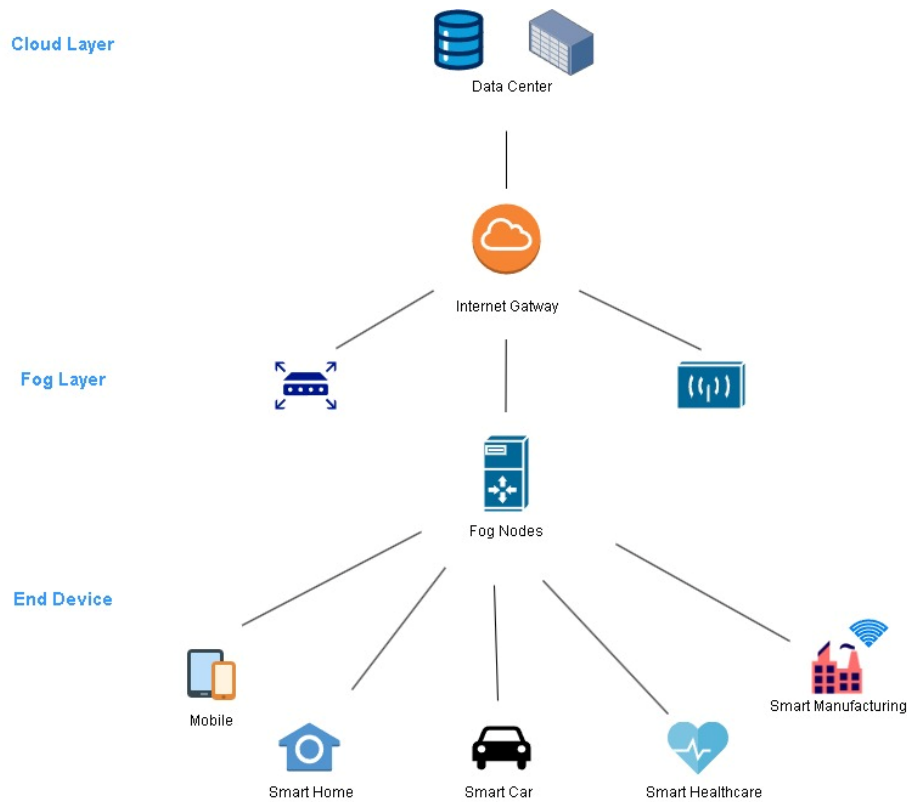 Cloud Layer
Data Center
Internet Gatway
Fog Layer
Fog Nodes
End Device
Mobile
Smart Manufacturing
Smart Home
Smart Car
Smart Healthcare